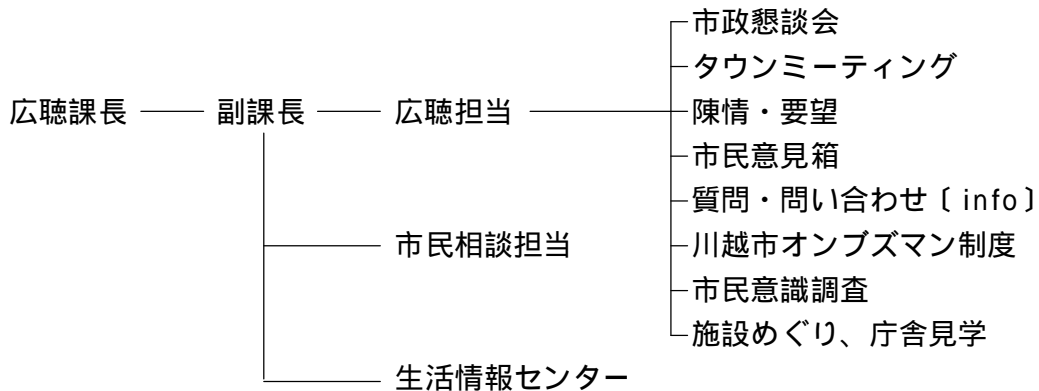 市政懇談会
タウンミーティング
広聴課長 副課長 広聴担当 陳情・要望
市民意見箱
質問・問い合わせ〔info〕
市民相談担当 川越市オンブズマン制度
市民意識調査
施設めぐり、庁舎見学
生活情報センター